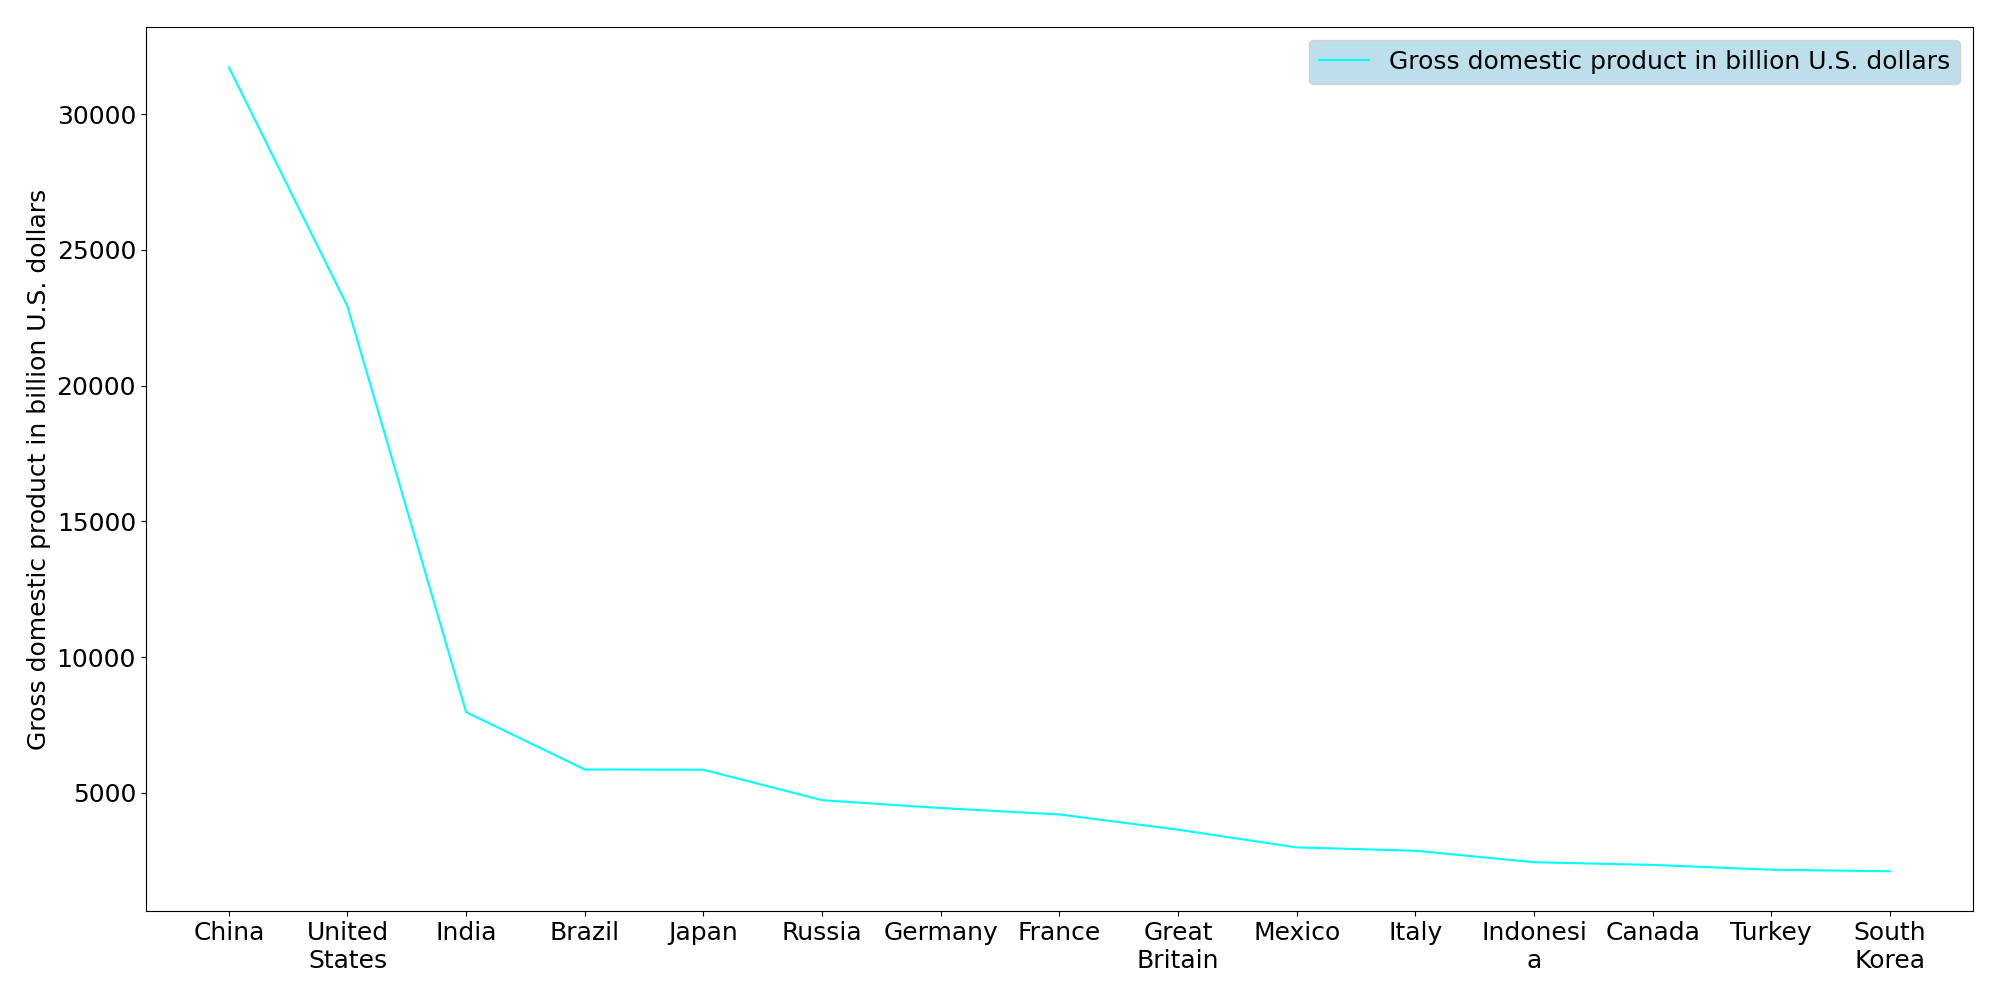 Gross domestic product in billion U.S. dollars
Gross domestic product in billion U.S. dollars
30000
25000
20000
15000
10000
5000
China
United
States
India
Brazil
Japan
Russia
Germany
France
Great
Britain
Mexico
Italy
Indonesi
a
Canada
Turkey
South
Korea